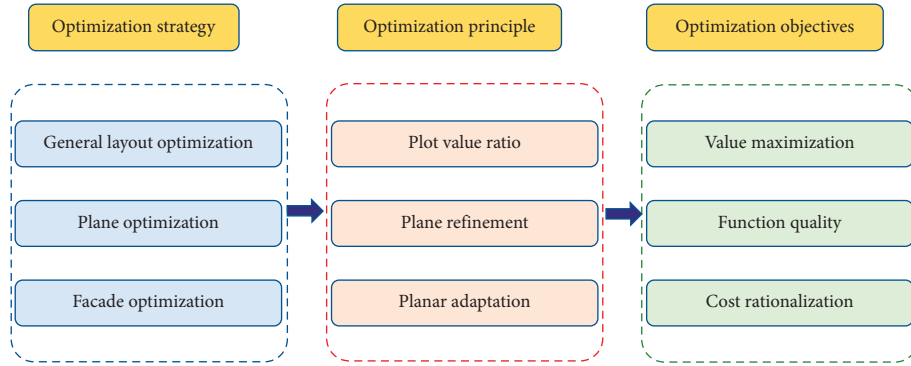 Optimization strategy
Optimization principle
Optimization objectives
General layout optimization
Plane optimization
Facade optimization
Plot value ratio
Plane refinement
Planar adaptation
Value maximization
Function quality
Cost rationalization